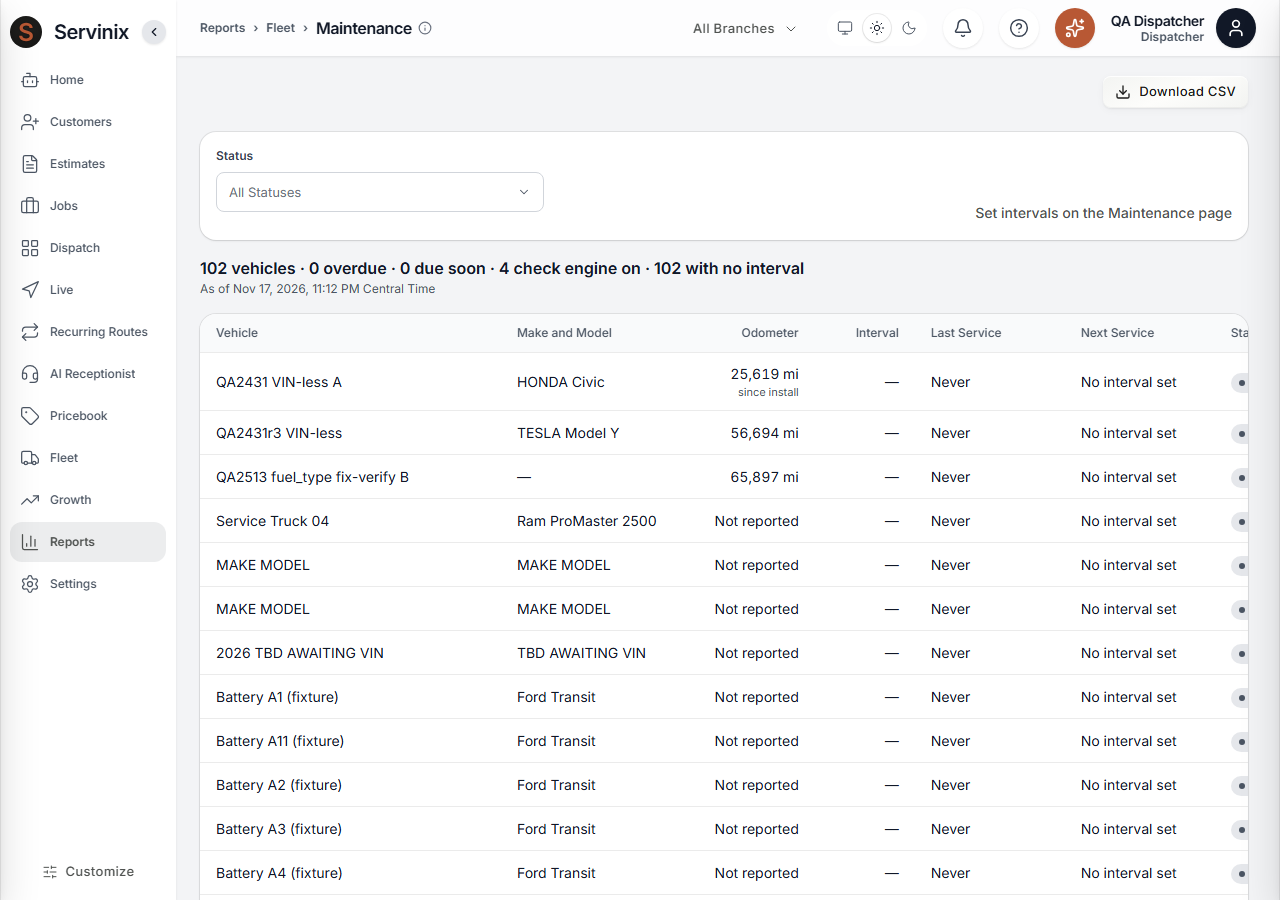 S Servinix
Reports › Fleet › Maintenance
All Branches
QA Dispatcher
Dispatcher
Home
Customers
Estimates
Jobs
Dispatch
Live
Recurring Routes
AI Receptionist
Pricebook
Fleet
Growth
Reports
Settings
Customize
Download CSV
Status
All Statuses
Set intervals on the Maintenance page
102 vehicles · 0 overdue · 0 due soon · 4 check engine on · 102 with no interval
As of Nov 17, 2026, 11:12 PM Central Time
Vehicle Make and Model Odometer Interval Last Service Next Service Sta
QA2431 VIN-less A HONDA Civic 25,619 mi — Never No interval set
since install
QA2431r3 VIN-less TESLA Model Y 56,694 mi — Never No interval set
QA2513 fuel_type fix-verify B — 65,897 mi — Never No interval set
Service Truck 04 Ram ProMaster 2500 Not reported — Never No interval set
MAKE MODEL MAKE MODEL Not reported — Never No interval set
MAKE MODEL MAKE MODEL Not reported — Never No interval set
2026 TBD AWAITING VIN TBD AWAITING VIN Not reported — Never No interval set
Battery A1 (fixture) Ford Transit Not reported — Never No interval set
Battery A11 (fixture) Ford Transit Not reported — Never No interval set
Battery A2 (fixture) Ford Transit Not reported — Never No interval set
Battery A3 (fixture) Ford Transit Not reported — Never No interval set
Battery A4 (fixture) Ford Transit Not reported — Never No interval set